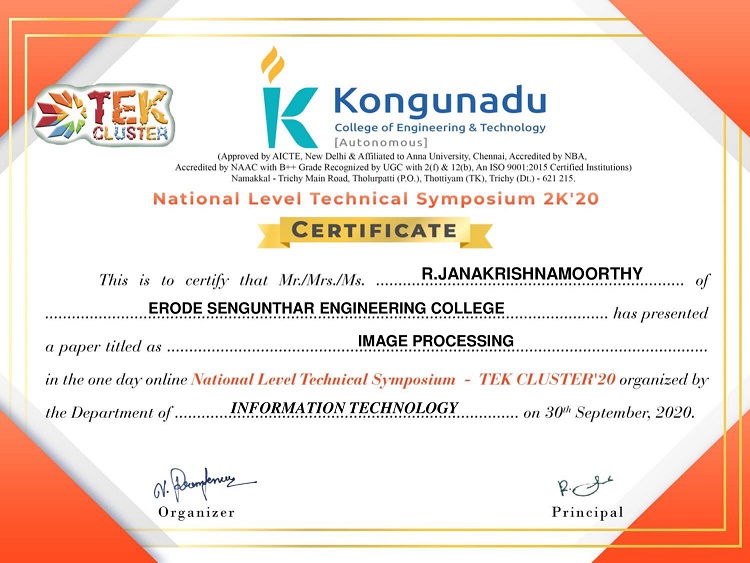 TEK
CLUSTER
Kongunadu
College of Engineering & Technology
[Autonomous]
(Approved by AICTE, New Delhi & Affiliated to Anna University, Chennai, Accredited by NBA,
Accredited by NAAC with B++ Grade Recognized by UGC with 2(f) & 12(b), An ISO 9001:2015 Certified Institutions)
Namakkal - Trichy Main Road, Tholurpatti (P.O.), Thottiyam (TK), Trichy (Dt.) - 621 215.
National Level Technical Symposium 2K'20
CERTIFICATE
This is to certify that Mr./Mrs./Ms. R.JANAKRISHNAMOORTHY of
ERODE SENGUNTHAR ENGINEERING COLLEGE has presented
a paper titled as IMAGE PROCESSING
in the one day online National Level Technical Symposium - TEK CLUSTER'20 organized by
the Department of INFORMATION TECHNOLOGY on 30th September, 2020.
Organizer Principal